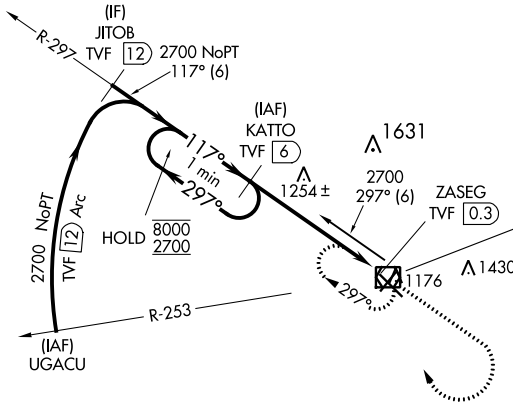 (IF)
JITOB
TVF 12
R-297
2700 NoPT
117° (6)
(IAF)
KATTO
TVF 6
1631
117°
1 min
297°
1254 ±
2700
297° (6)
ZASEG
TVF 0.3
HOLD 8000
2700
2700 NoPT
TVF 12 Arc
297°
1176
1430
R-253
(IAF)
UGACU